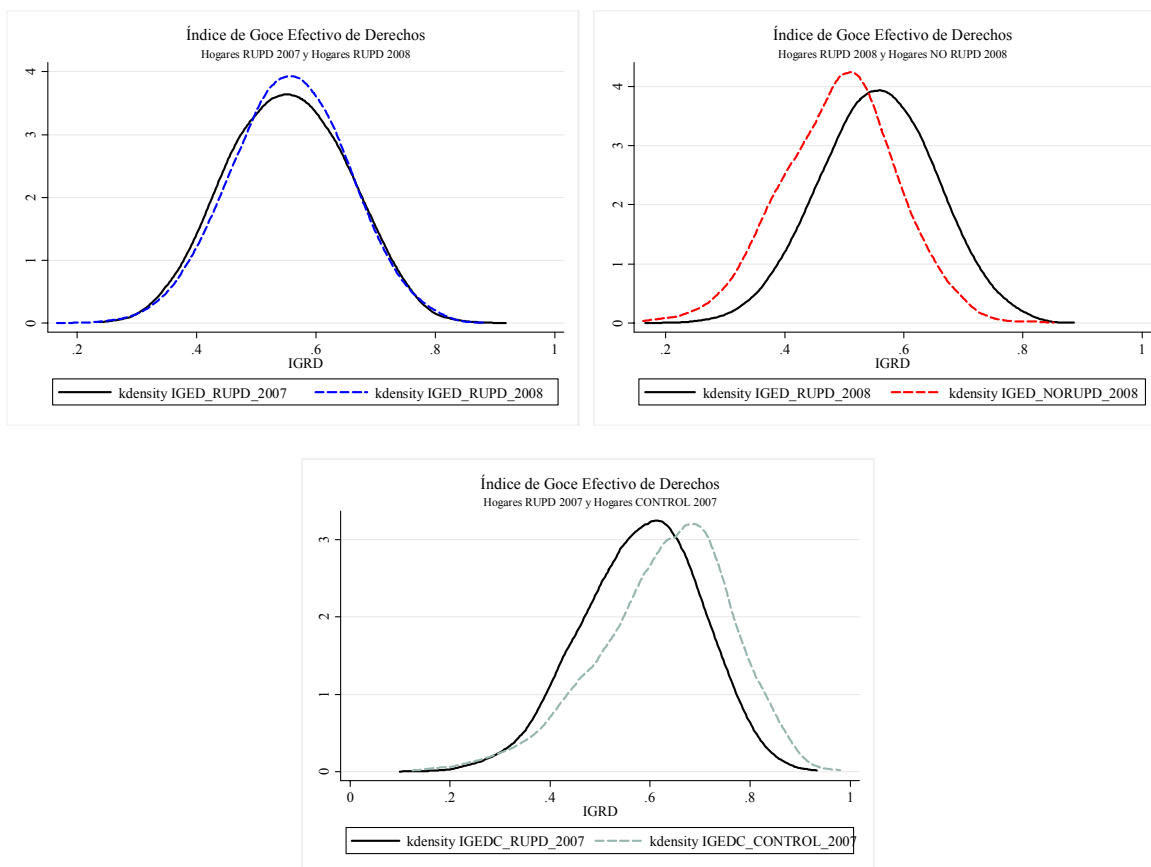 Índice de Goce Efectivo de Derechos
Hogares RUPD 2007 y Hogares RUPD 2008
4
3
2
1
0
.2 .4 .6 .8 1
IGRD
kdensity IGED_RUPD_2007 kdensity IGED_RUPD_2008
Índice de Goce Efectivo de Derechos
Hogares RUPD 2008 y Hogares NO RUPD 2008
4
3
2
1
0
.2 .4 .6 .8 1
IGRD
kdensity IGED_RUPD_2008 kdensity IGED_NORUPD_2008
Índice de Goce Efectivo de Derechos
Hogares RUPD 2007 y Hogares CONTROL 2007
3
2
1
0
0 .2 .4 .6 .8 1
IGRD
kdensity IGEDC_RUPD_2007 kdensity IGEDC_CONTROL_2007